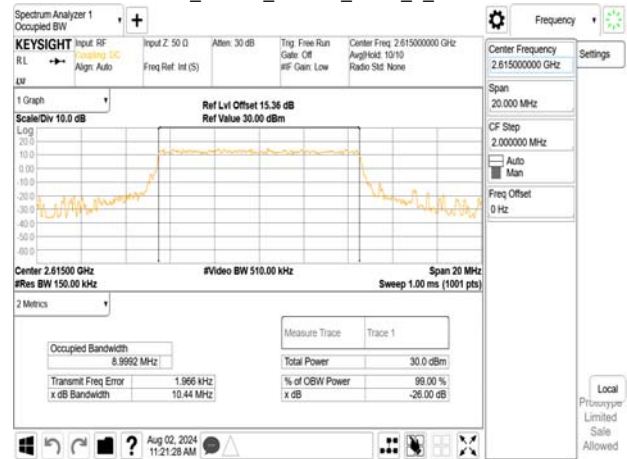 Spectrum Analyzer 1
Occupied BW
Frequency
KEYSIGHT
Input: RF
Coupling: DC
Align: Auto
Input Z: 50 Ω
Freq Ref: Int (S)
Atten: 30 dB
Trig: Free Run
Gate: Off
#IF Gain: Low
Center Freq: 2.615000000 GHz
Avg|Hold: 10/10
Radio Std: None
RL
Center Frequency
2.615000000 GHz
Settings
Span
20.000 MHz
CF Step
2.000000 MHz
Auto
Man
Freq Offset
0 Hz
1 Graph
Scale/Div 10.0 dB
Ref Lvl Offset 15.36 dB
Ref Value 30.00 dBm
Log
20.0
10.0
0.00
-10.0
-20.0
-30.0
-40.0
-50.0
-60.0
Center 2.61500 GHz
#Res BW 150.00 kHz
#Video BW 510.00 kHz
Span 20 MHz
Sweep 1.00 ms (1001 pts)
2 Metrics
Measure Trace
Trace 1
Occupied Bandwidth
8.9992 MHz
Total Power
30.0 dBm
Transmit Freq Error
1.966 kHz
% of OBW Power
99.00 %
x dB Bandwidth
10.44 MHz
x dB
-26.00 dB
Local
Prototype
Limited
Sale
Allowed
Aug 02, 2024
11:21:28 AM